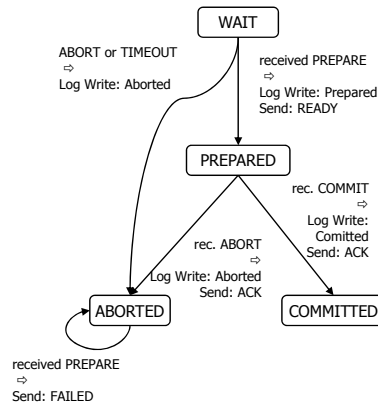 WAIT
ABORT or TIMEOUT
⇨
Log Write: Aborted
received PREPARE
⇨
Log Write: Prepared
Send: READY
PREPARED
rec. COMMIT
⇨
Log Write:
Comitted
Send: ACK
rec. ABORT
⇨
Log Write: Aborted
Send: ACK
ABORTED
COMMITTED
received PREPARE
⇨
Send: FAILED